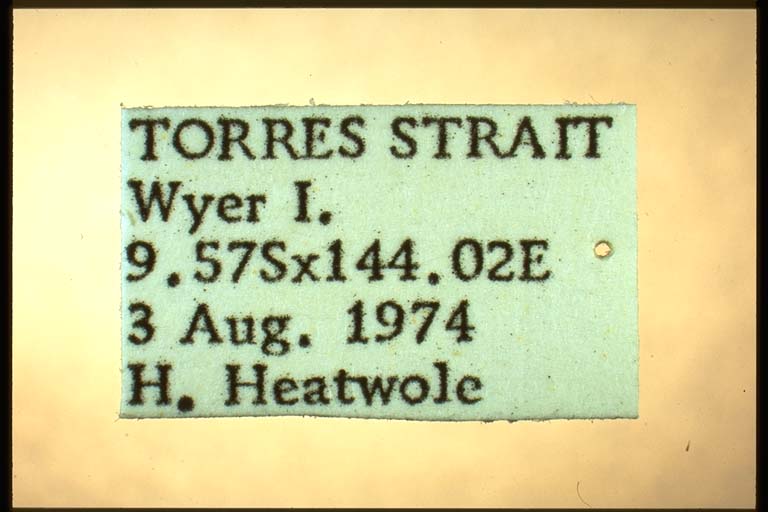 TORRES STRAIT
Wyer I.
9.57Sx144.02E
3 Aug. 1974
H. Heatwole